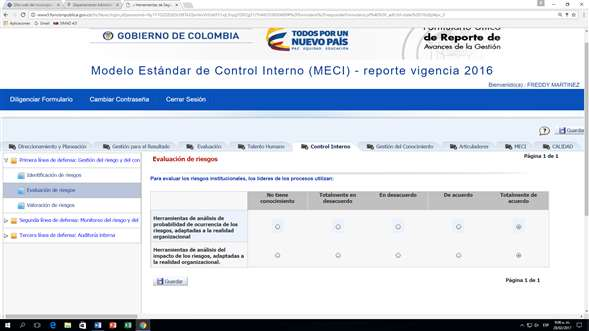 GOBIERNO DE COLOMBIA
TODOS POR UN
NUEVO PAÍS
Formulario Único
de Reporte de
Avances de la Gestión
Modelo Estándar de Control Interno (MECI) - reporte vigencia 2016
Bienvenido(a) : FREDDY MARTINEZ
Diligenciar Formulario Cambiar Contraseña Cerrar Sesión
Guardar
Direccionamiento y Planeación Gestión para el Resultado Evaluación Talento Humano Control Interno Gestión del Conocimiento Articuladores MECI CALIDAD
Primera línea de defensa: Gestión del riesgo y del con
Identificación de riesgos
Evaluación de riesgos
Valoración de riesgos
Segunda línea de defensa: Monitoreo del riesgo y del
Tercera línea de defensa: Auditoría interna
Página 1 de 1
Evaluación de riesgos
Para evaluar los riesgos institucionales, los líderes de los procesos utilizan:
No tiene conocimiento Totalmente en desacuerdo En desacuerdo De acuerdo Totalmente de acuerdo
Herramientas de análisis de
probabilidad de ocurrencia de los
riesgos, adaptadas a la realidad
organizacional
Herramientas de análisis del
impacto de los riesgos, adaptadas a
la realidad organizacional.
Guardar
Página 1 de 1
ESP